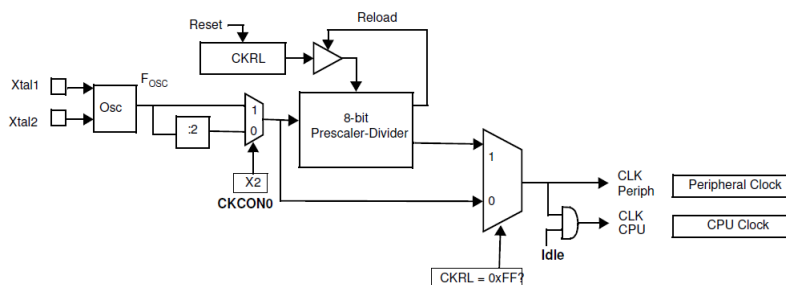 Reload
Reset
CKRL
Xtal1
Xtal2
Osc
FOSC
:2
1
0
X2
CKCON0
8-bit
Prescaler-Divider
1
0
CKRL = 0xFF?
CLK
Periph
Peripheral Clock
CLK
CPU
CPU Clock
Idle